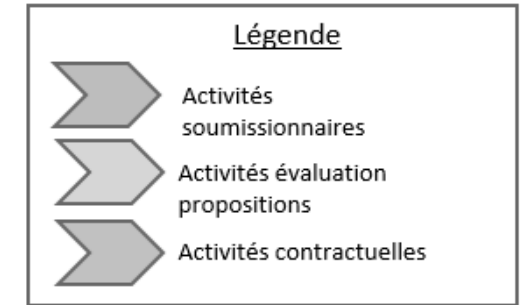 Légende
Activités
soumissionnaires
Activités évaluation
propositions
Activités contractuelles